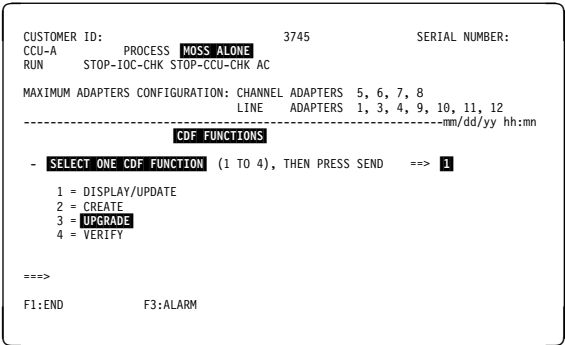 CUSTOMER ID: 3745 SERIAL NUMBER:
CCU-A PROCESS MOSS ALONE
RUN STOP-IOC-CHK STOP-CCU-CHK AC
MAXIMUM ADAPTERS CONFIGURATION: CHANNEL ADAPTERS 5, 6, 7, 8
LINE ADAPTERS 1, 3, 4, 9, 10, 11, 12
---------------------------------------------------------------mm/dd/yy hh:mn
CDF FUNCTIONS
- SELECT ONE CDF FUNCTION (1 TO 4), THEN PRESS SEND ==> 1
1 = DISPLAY/UPDATE
2 = CREATE
3 = UPGRADE
4 = VERIFY
===>
F1:END F3:ALARM